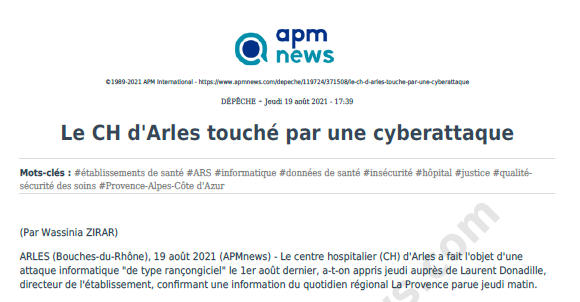 apm
news
©1989-2021 APM International - https://www.apmnews.com/depeche/119724/371508/le-ch-d-arles-touche-par-une-cyberattaque
DÉPÊCHE - Jeudi 19 août 2021 - 17:39
Le CH d'Arles touché par une cyberattaque
Mots-clés : #établissements de santé #ARS #informatique #données de santé #insécurité #hôpital #justice #qualité-
sécurité des soins #Provence-Alpes-Côte d'Azur
(Par Wassinia ZIRAR)
ARLES (Bouches-du-Rhône), 19 août 2021 (APMnews) - Le centre hospitalier (CH) d'Arles a fait l'objet d'une
attaque informatique "de type rançongiciel" le 1er août dernier, a-t-on appris jeudi auprès de Laurent Donadille,
directeur de l'établissement, confirmant une information du quotidien régional La Provence parue jeudi matin.
s.com